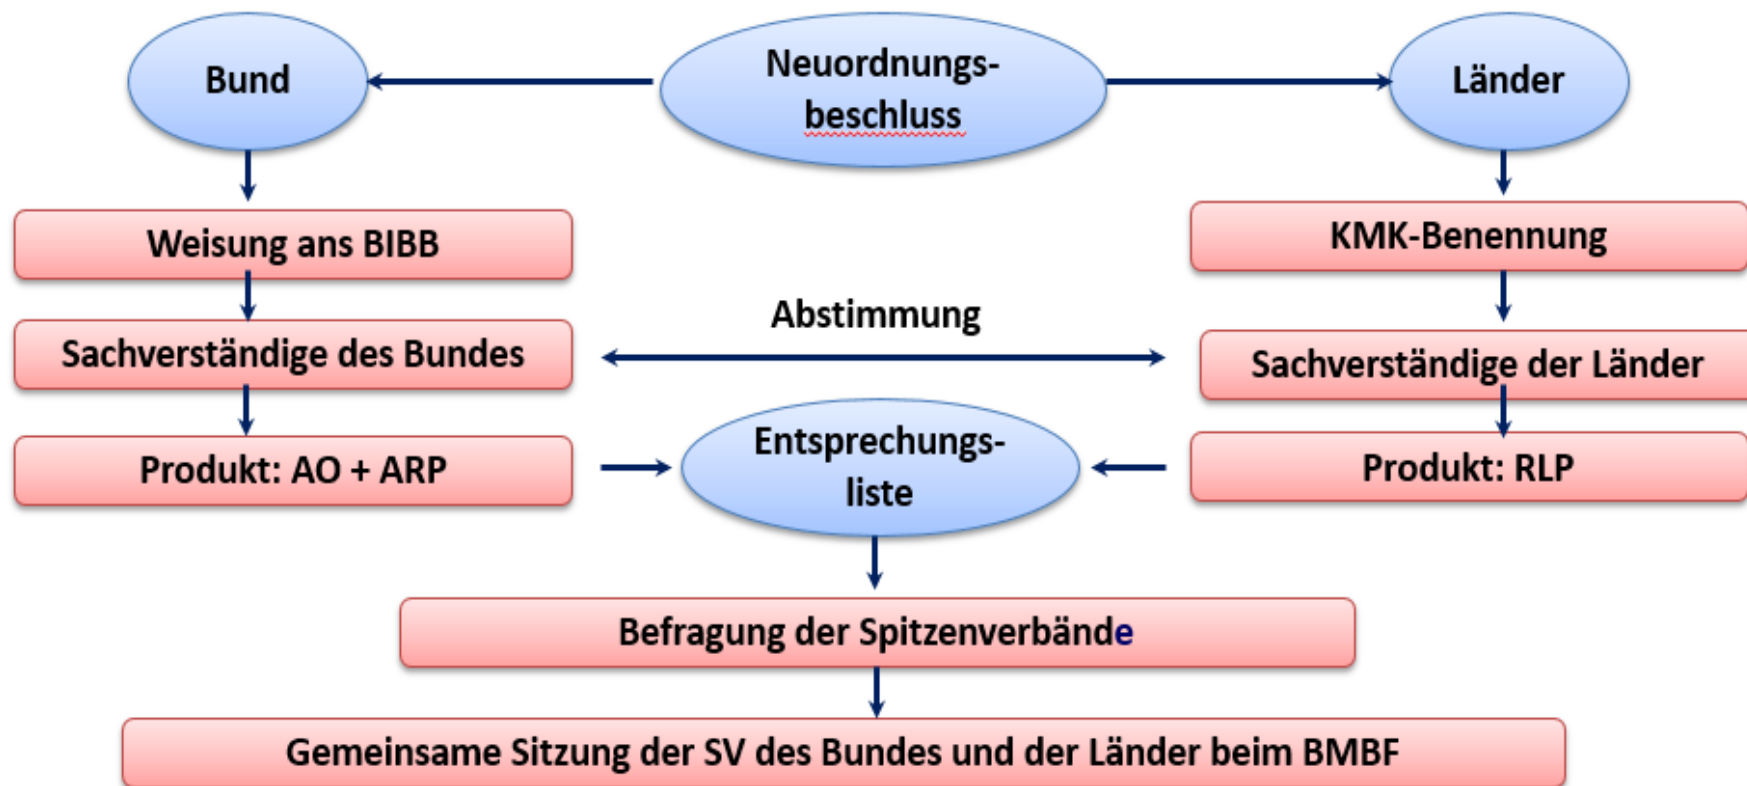 Bund
Neuordnungs-
beschluss
Länder
Weisung ans BIBB
KMK-Benennung
Abstimmung
Sachverständige des Bundes
Sachverständige der Länder
Entsprechungs-
liste
Produkt: AO + ARP
Produkt: RLP
Befragung der Spitzenverbände
Gemeinsame Sitzung der SV des Bundes und der Länder beim BMBF